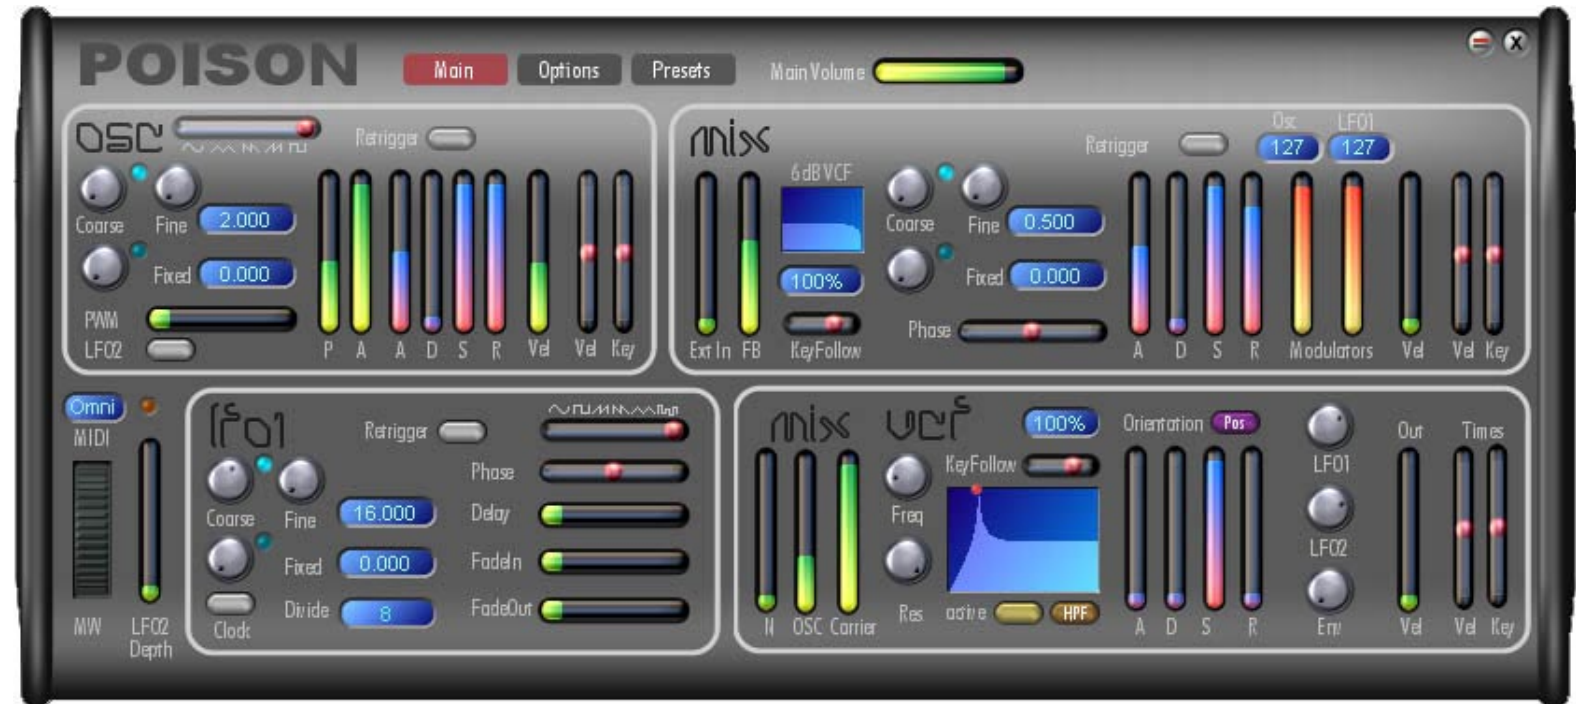 POISON
Main Options Presets Main Volume
X
OSC
Retrigger
Coarse Fine 2.000
Fixed 0.000
PWM
LFO2
P A A D S R Vel Vel Key
mix
6 dB VCF
100%
Ext In FB KeyFollow
Retrigger
Osc LFO1
127 127
Coarse Fine 0.500
Fixed 0.000
Phase
A D S R Modulators Vel Vel Key
Omni
MIDI
MW LFO2
Depth
lfo1
Retrigger
Phase
Coarse Fine 16.000 Delay
Fixed 0.000 FadeIn
Divide 8 FadeOut
Clock
mix
N OSC Carrier
vcf
100%
KeyFollow
Freq
Res active HPF
Orientation Pos
A D S R
LFO1
LFO2
Env
Out Times
Vel Vel Key